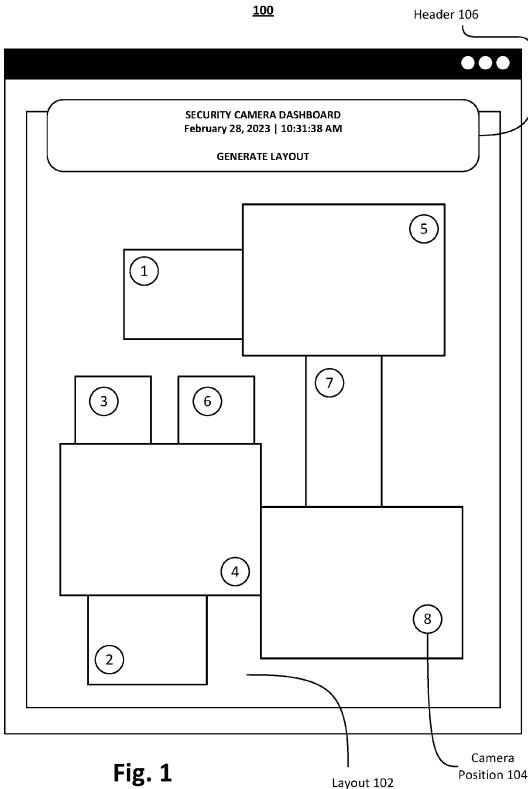 100
Header 106
SECURITY CAMERA DASHBOARD
February 28, 2023 | 10:31:38 AM
GENERATE LAYOUT
5
1
7
3
6
4
8
2
Fig. 1
Layout 102
Camera
Position 104